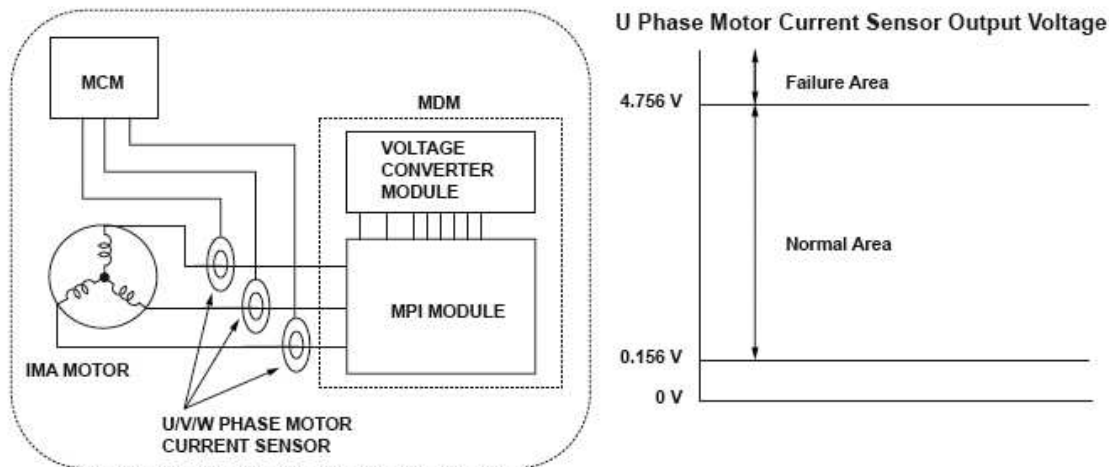 MCM
MDM
VOLTAGE
CONVERTER
MODULE
MPI MODULE
IMA MOTOR
U/V/W PHASE MOTOR
CURRENT SENSOR
U Phase Motor Current Sensor Output Voltage
Failure Area
4.756 V
Normal Area
0.156 V
0 V